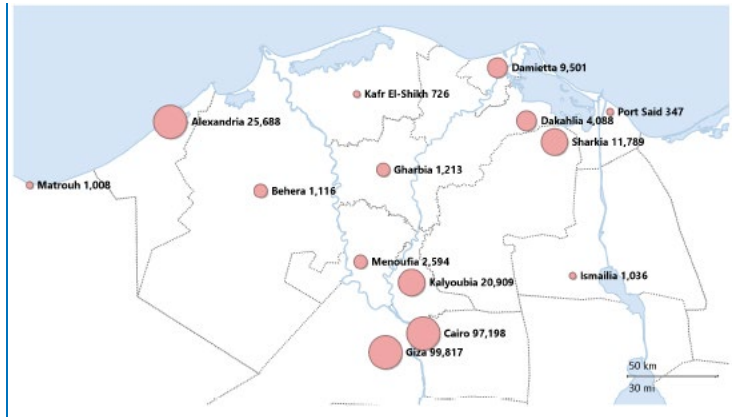 Damietta 9,501
Kafr El-Shikh 726
Port Said 347
Alexandria 25,688
Dakahlia 4,088
Sharkia 11,789
Gharbia 1,213
Matrouh 1,008
Behera 1,116
Menoufia 2,594
Ismailia 1,036
Kalyoubia 20,909
Cairo 97,198
Giza 99,817
50 km
30 mi